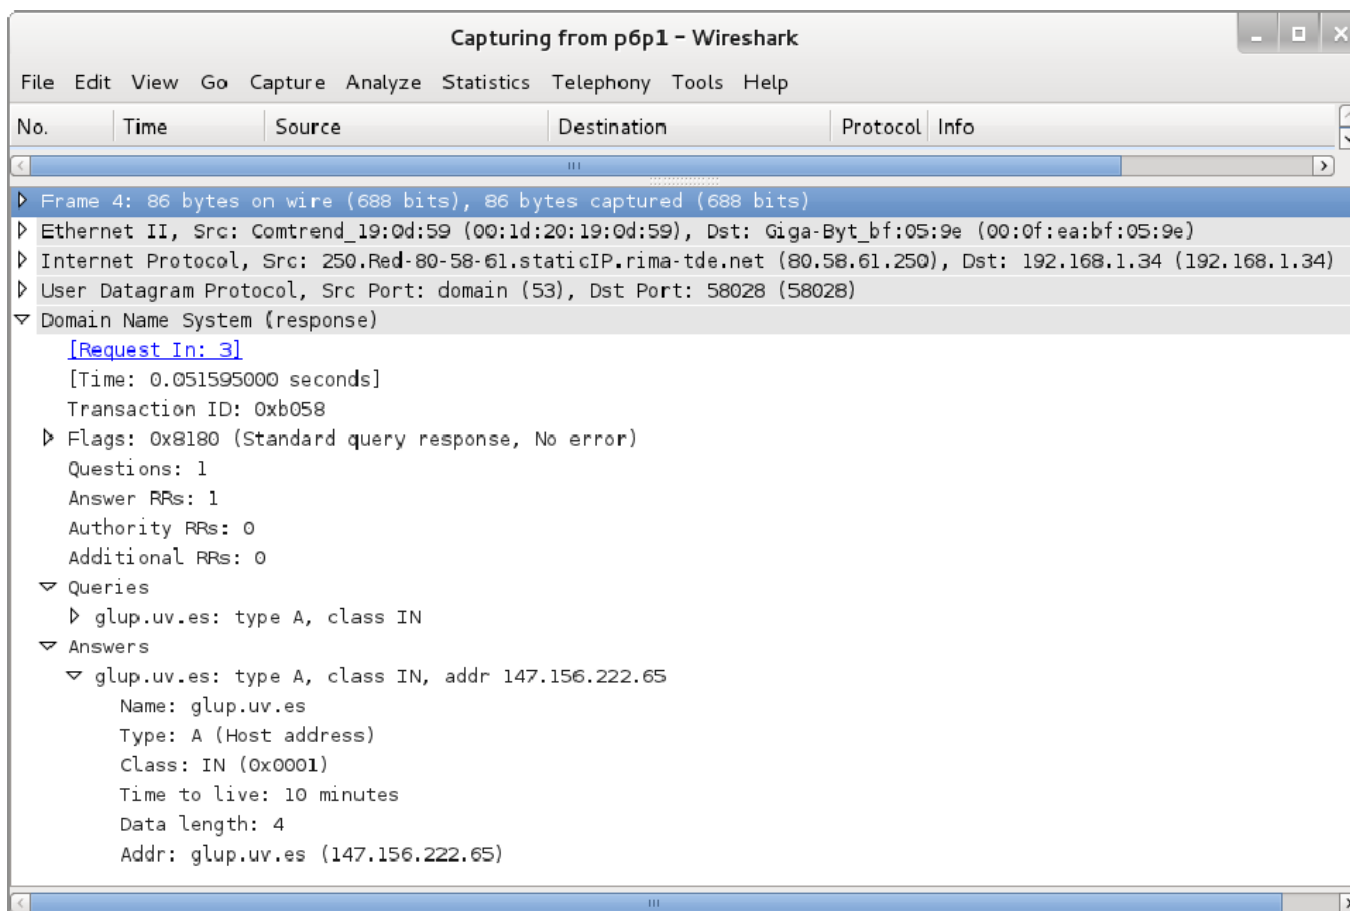 Capturing from p6p1 - Wireshark
File Edit View Go Capture Analyze Statistics Telephony Tools Help
No. Time Source Destination Protocol Info
Frame 4: 86 bytes on wire (688 bits), 86 bytes captured (688 bits)
Ethernet II, Src: Comtrend_19:0d:59 (00:1d:20:19:0d:59), Dst: Giga-Byt_bf:05:9e (00:0f:ea:bf:05:9e)
Internet Protocol, Src: 250.Red-80-58-61.staticIP.rima-tde.net (80.58.61.250), Dst: 192.168.1.34 (192.168.1.34)
User Datagram Protocol, Src Port: domain (53), Dst Port: 58028 (58028)
Domain Name System (response)
[Request In: 3]
[Time: 0.051595000 seconds]
Transaction ID: 0xb058
Flags: 0x8180 (Standard query response, No error)
Questions: 1
Answer RRs: 1
Authority RRs: 0
Additional RRs: 0
Queries
glup.uv.es: type A, class IN
Answers
glup.uv.es: type A, class IN, addr 147.156.222.65
Name: glup.uv.es
Type: A (Host address)
Class: IN (0x0001)
Time to live: 10 minutes
Data length: 4
Addr: glup.uv.es (147.156.222.65)